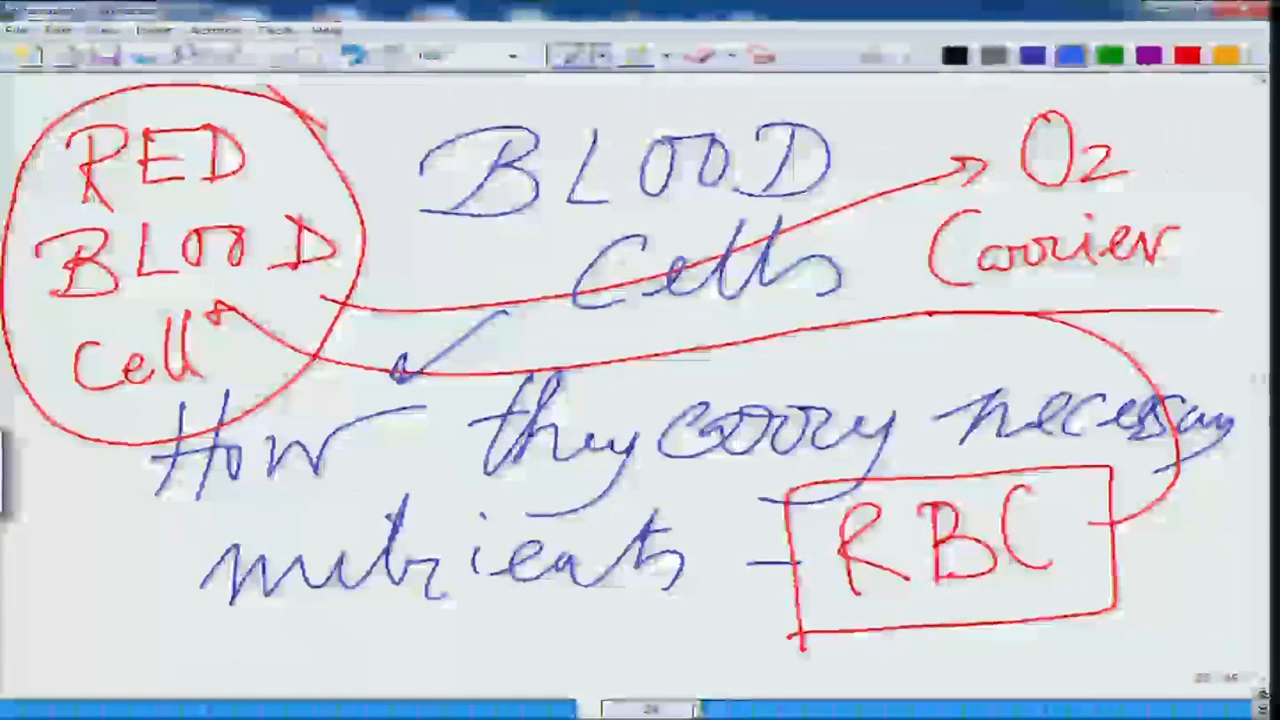 RED
BLOOD
Cell
BLOOD
Cells
O2
Carrier
How they carry necessary
nutrients - RBC